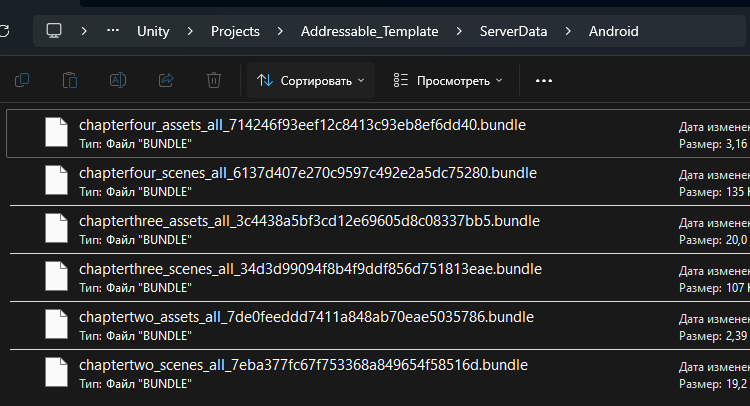 Unity Projects Addressable_Template ServerData Android
Сортировать Просмотреть
chapterfour_assets_all_714246f93eef12c8413c93eb8ef6dd40.bundle
Дата изменен
Тип: Файл "BUNDLE"
Размер: 3,16
chapterfour_scenes_all_6137d407e270c9597c492e2a5dc75280.bundle
Дата изменен
Тип: Файл "BUNDLE"
Размер: 135
chapterthree_assets_all_3c4438a5bf3cd12e69605d8c08337bb5.bundle
Дата изменен
Тип: Файл "BUNDLE"
Размер: 20,0
chapterthree_scenes_all_34d3d99094f8b4f9ddf856d751813eae.bundle
Дата изменен
Тип: Файл "BUNDLE"
Размер: 107
chaptertwo_assets_all_7de0feeddd7411a848ab70eae5035786.bundle
Дата изменен
Тип: Файл "BUNDLE"
Размер: 2,39
chaptertwo_scenes_all_7eba377fc67f753368a849654f58516d.bundle
Дата изменен
Тип: Файл "BUNDLE"
Размер: 19,2